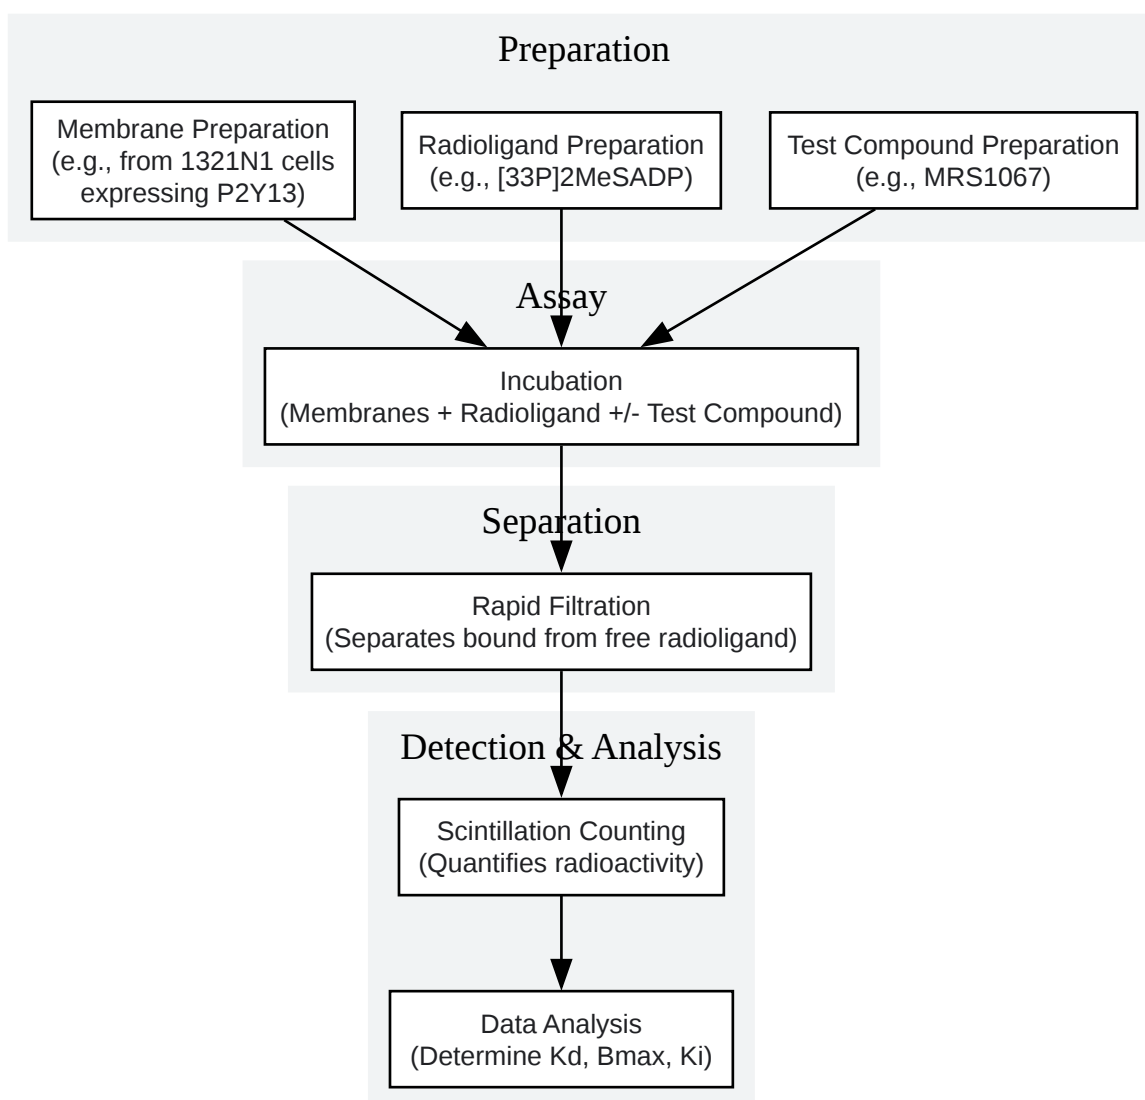 Preparation
Membrane Preparation
(e.g., from 1321N1 cells
expressing P2Y13)
Radioligand Preparation
(e.g., [33P]2MeSADP)
Test Compound Preparation
(e.g., MRS1067)
Assay
Incubation
(Membranes + Radioligand +/- Test Compound)
Separation
Rapid Filtration
(Separates bound from free radioligand)
Detection & Analysis
Scintillation Counting
(Quantifies radioactivity)
Data Analysis
(Determine Kd, Bmax, Ki)